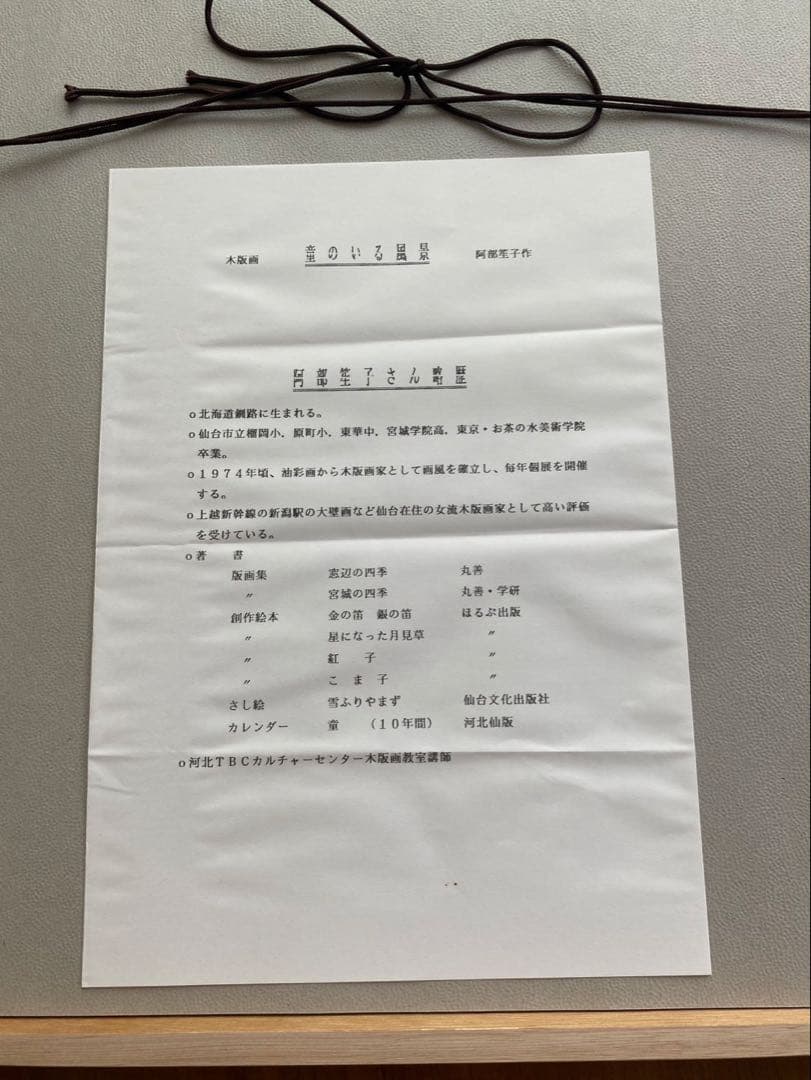 木版画 童のいる風景 阿部笙子作
阿部笙子さん略歴
o北海道釧路に生まれる。
o仙台市立榴岡小．原町小．東華中．宮城学院高．東京・お茶の水美術学院
卒業。
o１９７４年頃、油彩画から木版画家として画風を確立し、毎年個展を開催
する。
o上越新幹線の新潟駅の大壁画など仙台在住の女流木版画家として高い評価
を受けている。
o著　書
版画集 窓辺の四季 丸善
〃 宮城の四季 丸善・学研
創作絵本 金の笛　銀の笛 ほるぷ出版
〃 星になった月見草 〃
〃 紅　子 〃
〃 こ　ま　子 〃
さし絵 雪ふりやまず 仙台文化出版社
カレンダー 童　（１０年間） 河北仙版
o河北ＴＢＣカルチャーセンター木版画教室講師